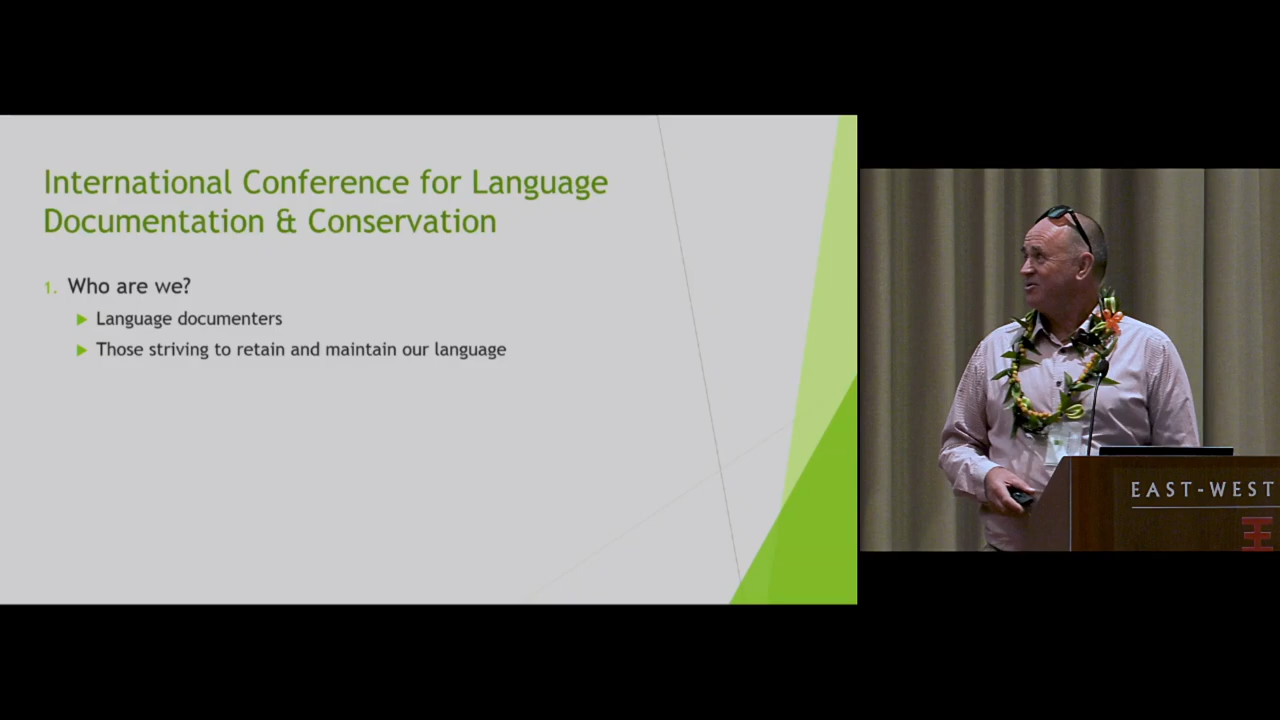 International Conference for Language
Documentation & Conservation
1. Who are we?
Language documenters
Those striving to retain and maintain our language
EAST-WEST